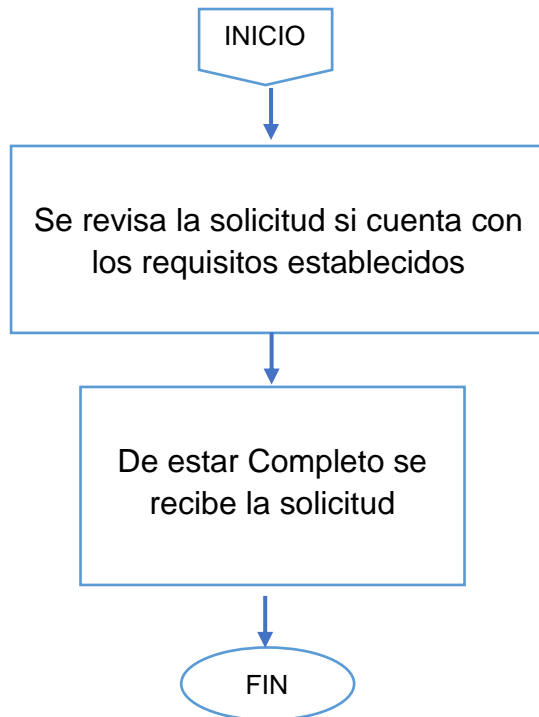 INICIO
Se revisa la solicitud si cuenta con
los requisitos establecidos
De estar Completo se
recibe la solicitud
FIN